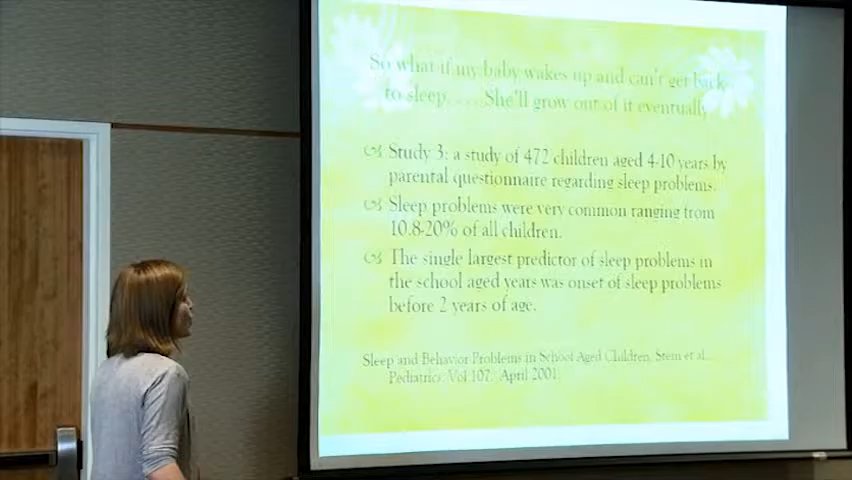 So what if my baby wakes up and can't get back
to sleep. . . . . She'll grow out of it eventually
Study 3: a study of 472 children aged 4-10 years by
parental questionnaire regarding sleep problems.
Sleep problems were very common ranging from
10.8-20% of all children.
The single largest predictor of sleep problems in
the school aged years was onset of sleep problems
before 2 years of age.
Sleep and Behavior Problems in School Aged Children, Stein et al..
Pediatrics. Vol 107. April 2001.